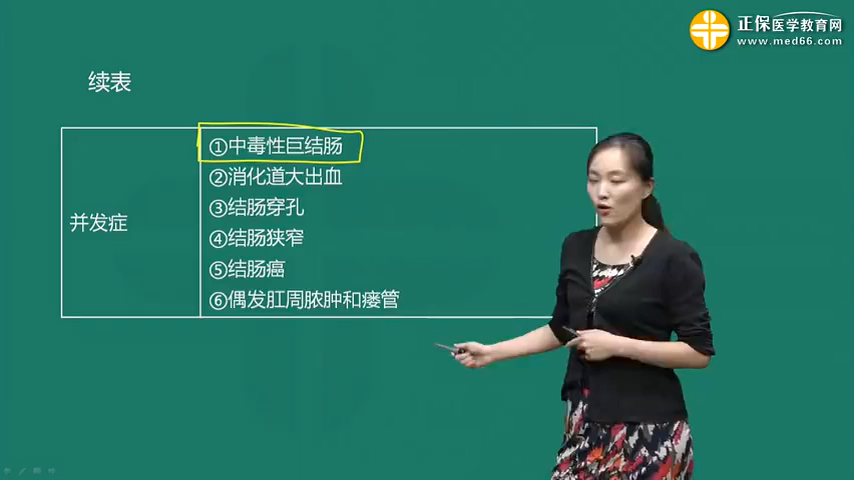 正保医学教育网
www.med66.com
续表
并发症
①中毒性巨结肠
②消化道大出血
③结肠穿孔
④结肠狭窄
⑤结肠癌
⑥偶发肛周脓肿和瘘管